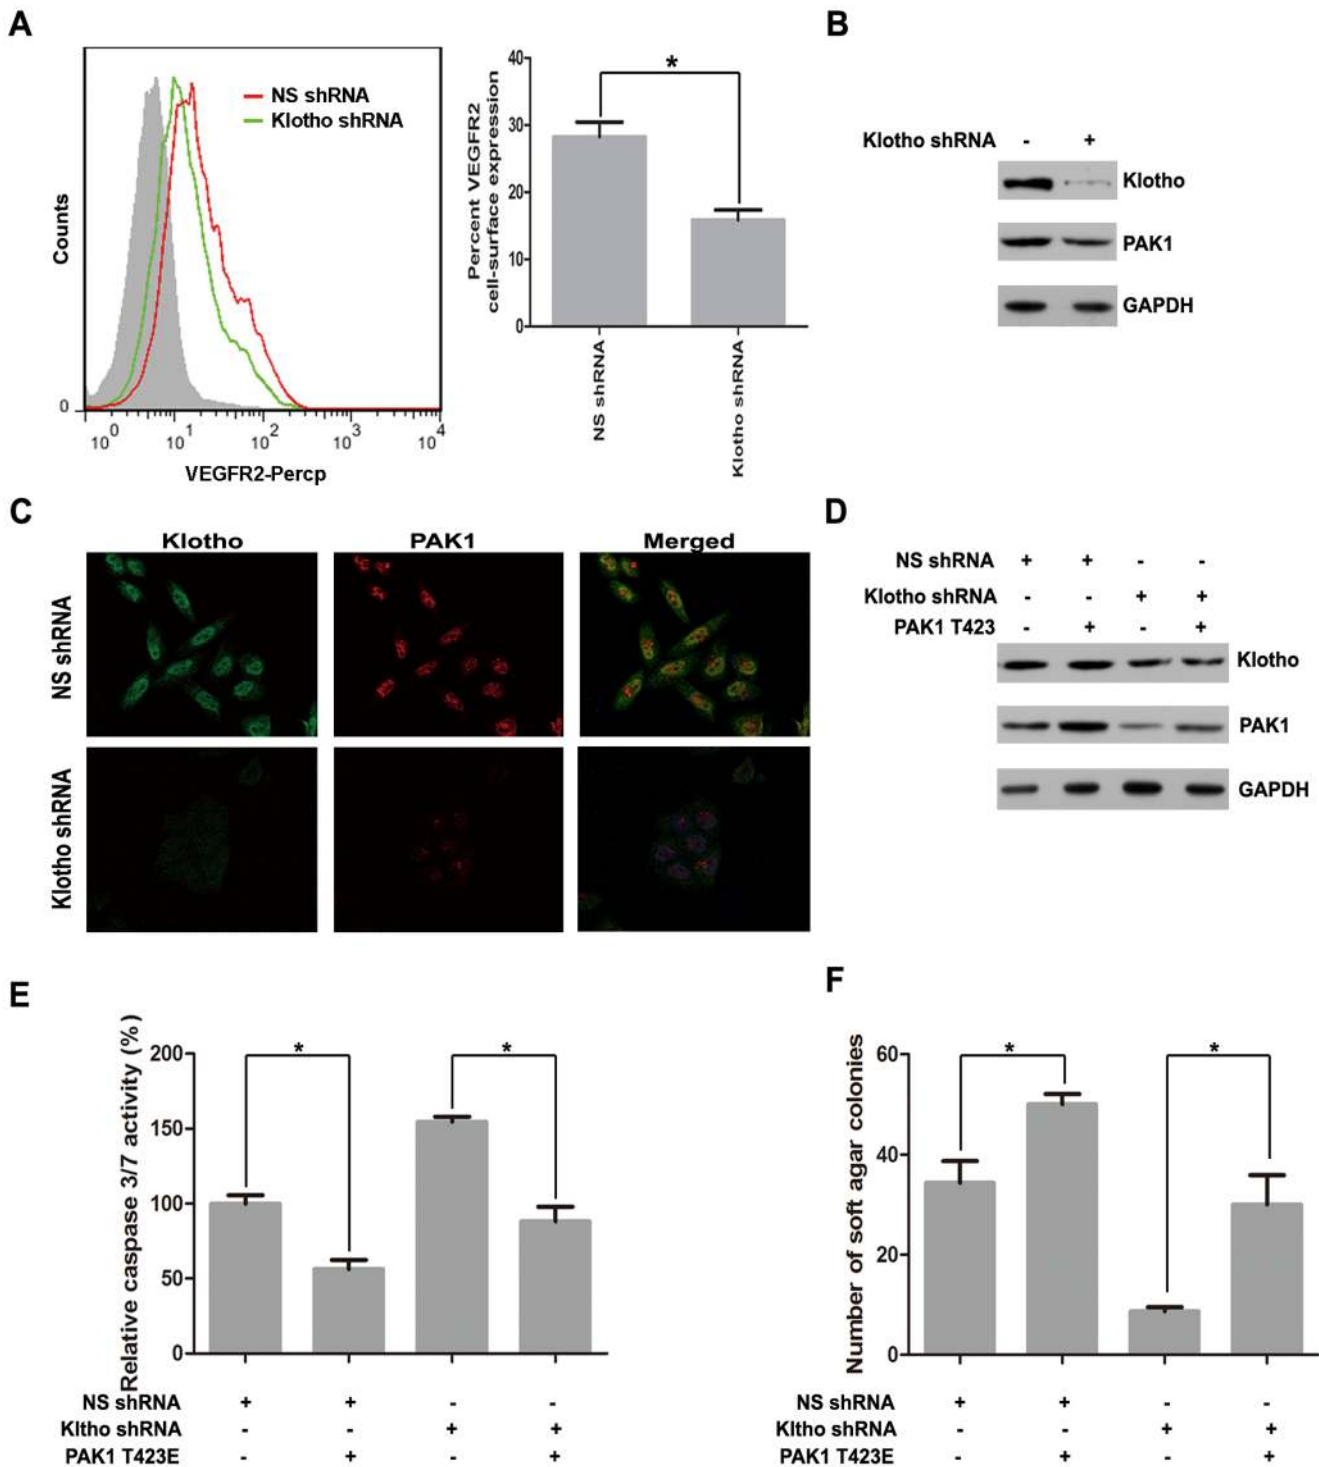 A
NS shRNA
Klotho shRNA
Counts
0
10^0 10^1 10^2 10^3 10^4
VEGFR2-Percp
Percent VEGFR2
cell-surface expression
40
30
20
10
0
*
NS shRNA
Klotho shRNA
B
Klotho shRNA - +
Klotho
PAK1
GAPDH
C
Klotho PAK1 Merged
NS shRNA
Klotho shRNA
D
NS shRNA + + - -
Klotho shRNA - - + +
PAK1 T423 - + - +
Klotho
PAK1
GAPDH
E
Relative caspase 3/7 activity (%)
200
150
100
50
0
* *
NS shRNA + + - -
Kltho shRNA - - + +
PAK1 T423E - + - +
F
Number of soft agar colonies
60
40
20
0
* *
NS shRNA + + - -
Kltho shRNA - - + +
PAK1 T423E - + - +